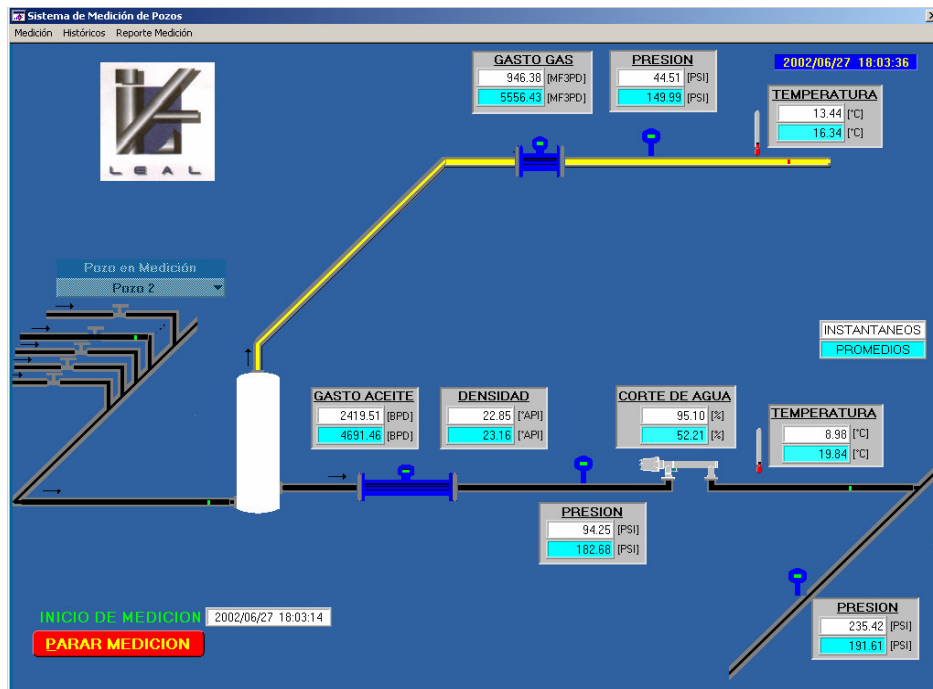 Sistema de Medición de Pozos
Medición Históricos Reporte Medición
2002/06/27 18:03:36
GASTO GAS
946.38 [MF3PD]
5556.43 [MF3PD]
PRESION
44.51 [PSI]
149.99 [PSI]
TEMPERATURA
13.44 [°C]
16.34 [°C]
LEAL
Pozo en Medición
Pozo 2
INSTANTANEOS
PROMEDIOS
GASTO ACEITE
2419.51 [BPD]
4691.46 [BPD]
DENSIDAD
22.85 [°API]
23.16 [°API]
CORTE DE AGUA
95.10 [%]
52.21 [%]
TEMPERATURA
8.98 [°C]
19.84 [°C]
PRESION
94.25 [PSI]
182.68 [PSI]
INICIO DE MEDICION 2002/06/27 18:03:14
PARAR MEDICION
PRESION
235.42 [PSI]
191.61 [PSI]